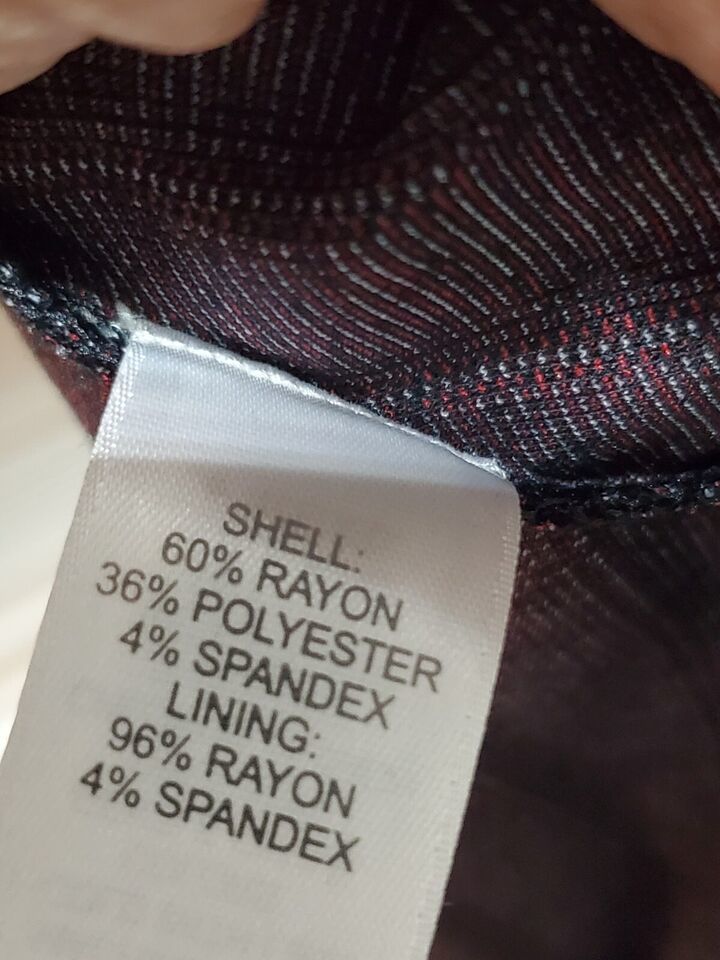 SHELL:
60% RAYON
36% POLYESTER
4% SPANDEX
LINING:
96% RAYON
4% SPANDEX